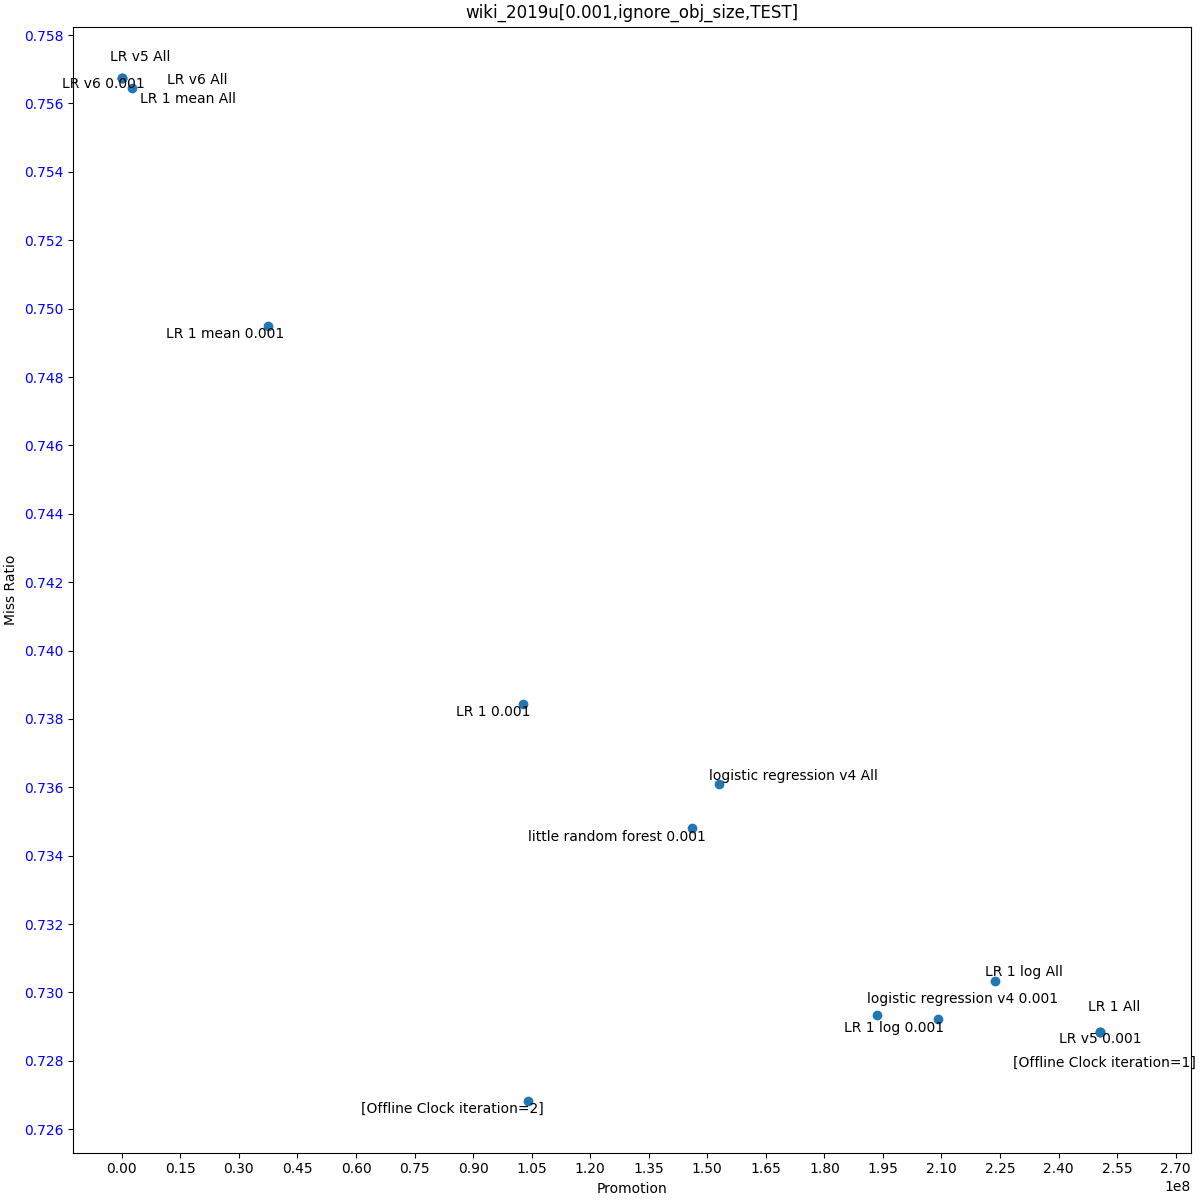 wiki_2019u[0.001,ignore_obj_size,TEST]
0.758
LR v5 All
LR v6 0.001
LR v6 All
LR 1 mean All
0.756
0.754
0.752
0.750
LR 1 mean 0.001
0.748
0.746
0.744
0.742
Miss Ratio
0.740
0.738
LR 1 0.001
logistic regression v4 All
0.736
little random forest 0.001
0.734
0.732
LR 1 log All
0.730
logistic regression v4 0.001
LR 1 All
LR 1 log 0.001
LR v5 0.001
0.728
[Offline Clock iteration=1]
[Offline Clock iteration=2]
0.726
0.00 0.15 0.30 0.45 0.60 0.75 0.90 1.05 1.20 1.35 1.50 1.65 1.80 1.95 2.10 2.25 2.40 2.55 2.70
1e8
Promotion